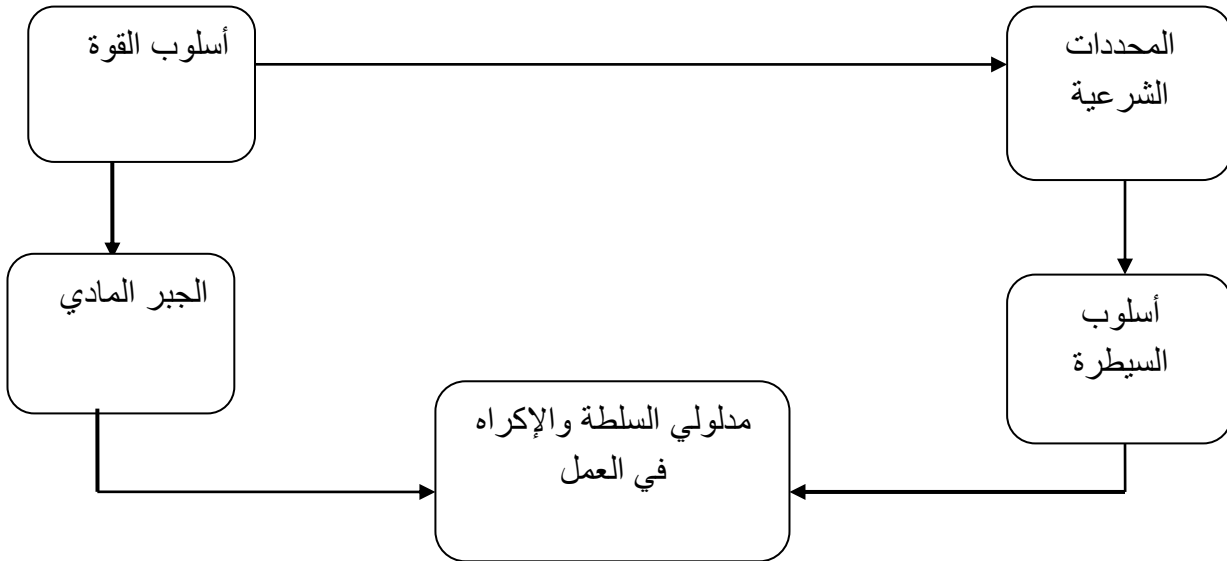 المحددات
الشرعية
أسلوب القوة
أسلوب
السيطرة
الجبر المادي
مدلولي السلطة والإكراه
في العمل